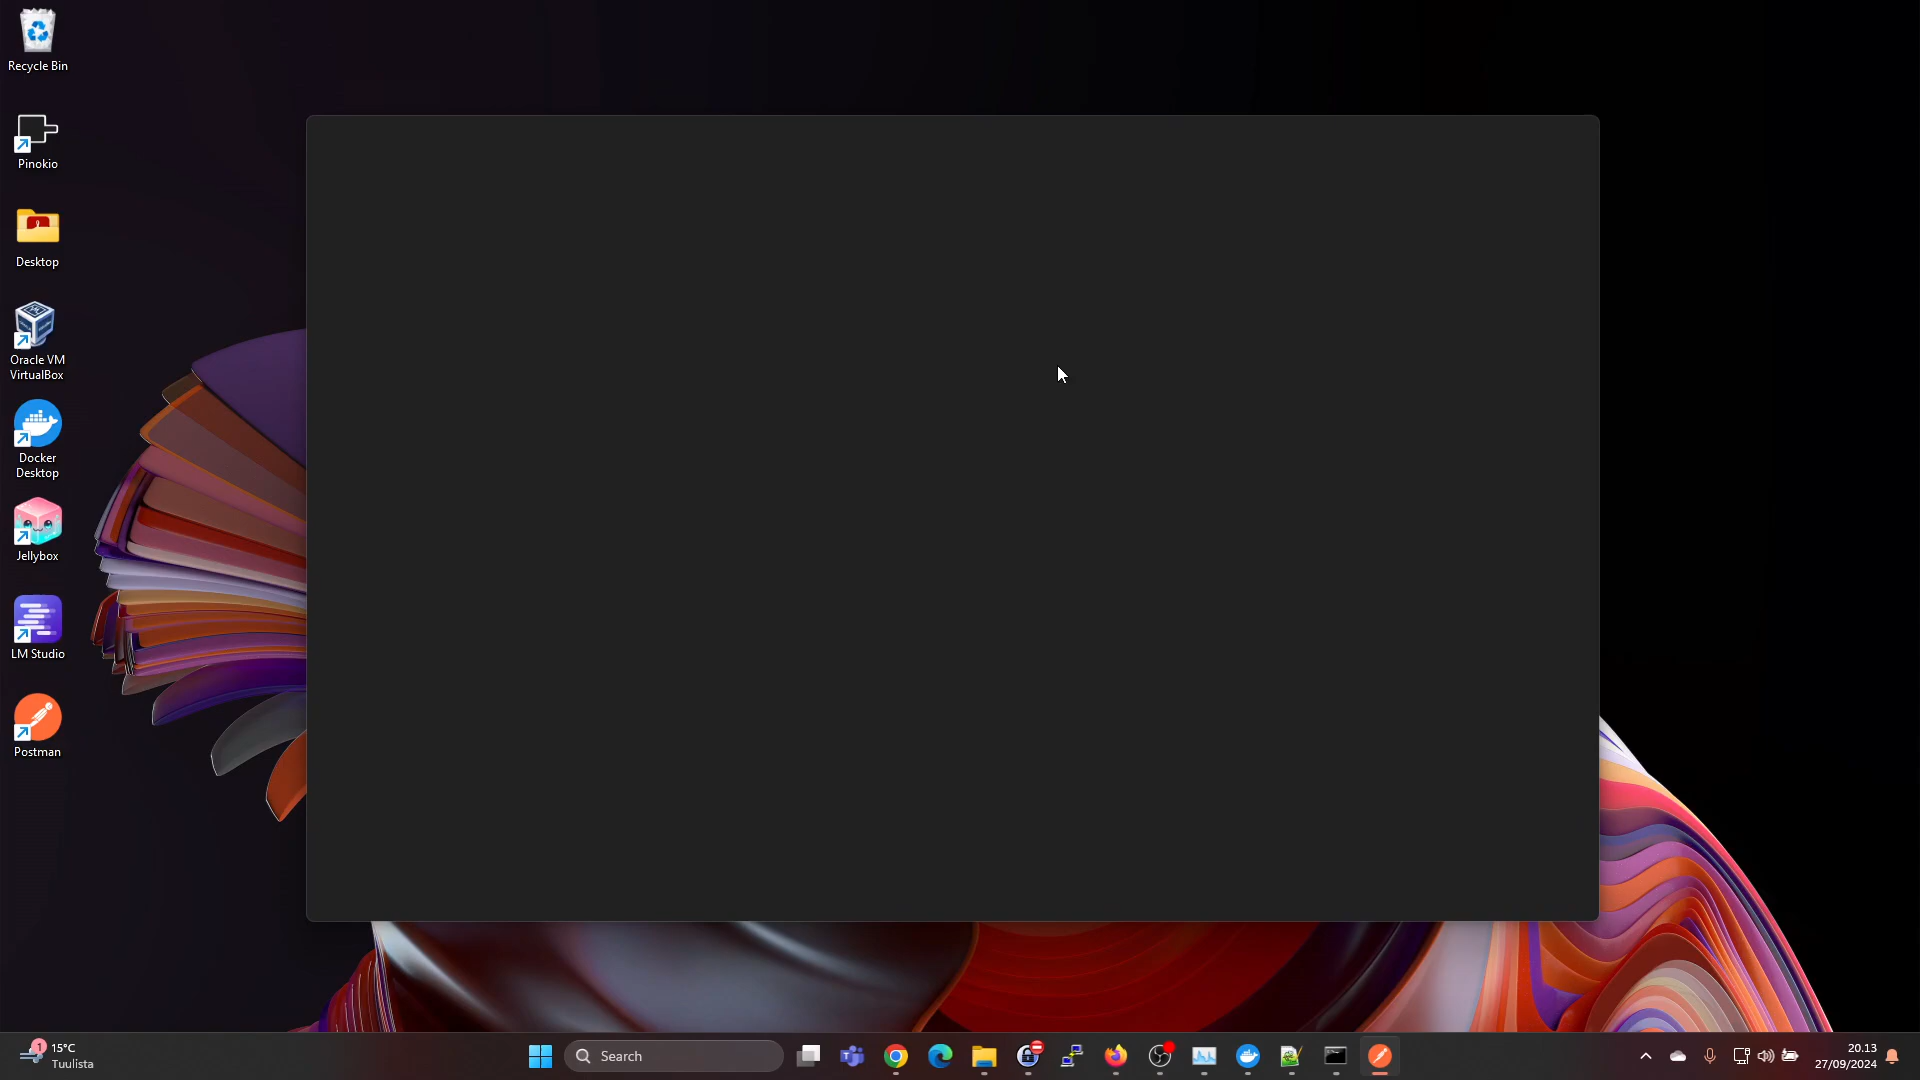 Recycle Bin
Pinokio
Desktop
Oracle VM
VirtualBox
Docker
Desktop
Jellybox
LM Studio
Postman
1
15°C
Tuulista
Search
20.13
27/09/2024